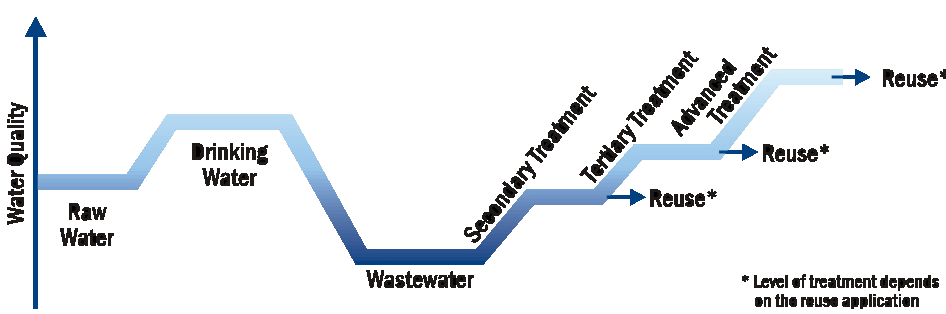 Water Quality
Raw
Water
Drinking
Water
Wastewater
Secondary Treatment
Reuse*
Tertiary Treatment
Reuse*
Advanced
Treatment
Reuse*
* Level of treatment depends
on the reuse application